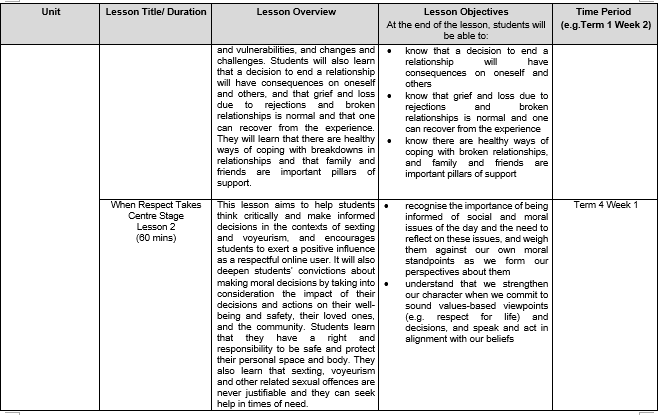 Unit
Lesson Title/ Duration
Lesson Overview
Lesson Objectives
At the end of the lesson, students will
be able to:
Time Period
(e.g.Term 1 Week 2)
and vulnerabilities, and changes and
challenges. Students will also learn
that a decision to end a relationship
will have consequences on oneself
and others, and that grief and loss
due to rejections and broken
relationships is normal and that one
can recover from the experience.
They will learn that there are healthy
ways of coping with breakdowns in
relationships and that family and
friends are important pillars of
support.
• know that a decision to end a
relationship will have
consequences on oneself and
others
• know that grief and loss due to
rejections and broken
relationships is normal and one
can recover from the experience
• know there are healthy ways of
coping with broken relationships,
and family and friends are
important pillars of support
When Respect Takes
Centre Stage
Lesson 2
(60 mins)
This lesson aims to help students
think critically and make informed
decisions in the contexts of sexting
and voyeurism, and encourages
students to exert a positive influence
as a respectful online user. It will also
deepen students' convictions about
making moral decisions by taking into
consideration the impact of their
decisions and actions on their well-
being and safety, their loved ones,
and the community. Students learn
that they have a right and
responsibility to be safe and protect
their personal space and body. They
also learn that sexting, voyeurism
and other related sexual offences are
never justifiable and they can seek
help in times of need.
• recognise the importance of being
informed of social and moral
issues of the day and the need to
reflect on these issues, and weigh
them against our own moral
standpoints as we form our
perspectives about them
• understand that we strengthen
our character when we commit to
sound values-based viewpoints
(e.g. respect for life) and
decisions, and speak and act in
alignment with our beliefs
Term 4 Week 1